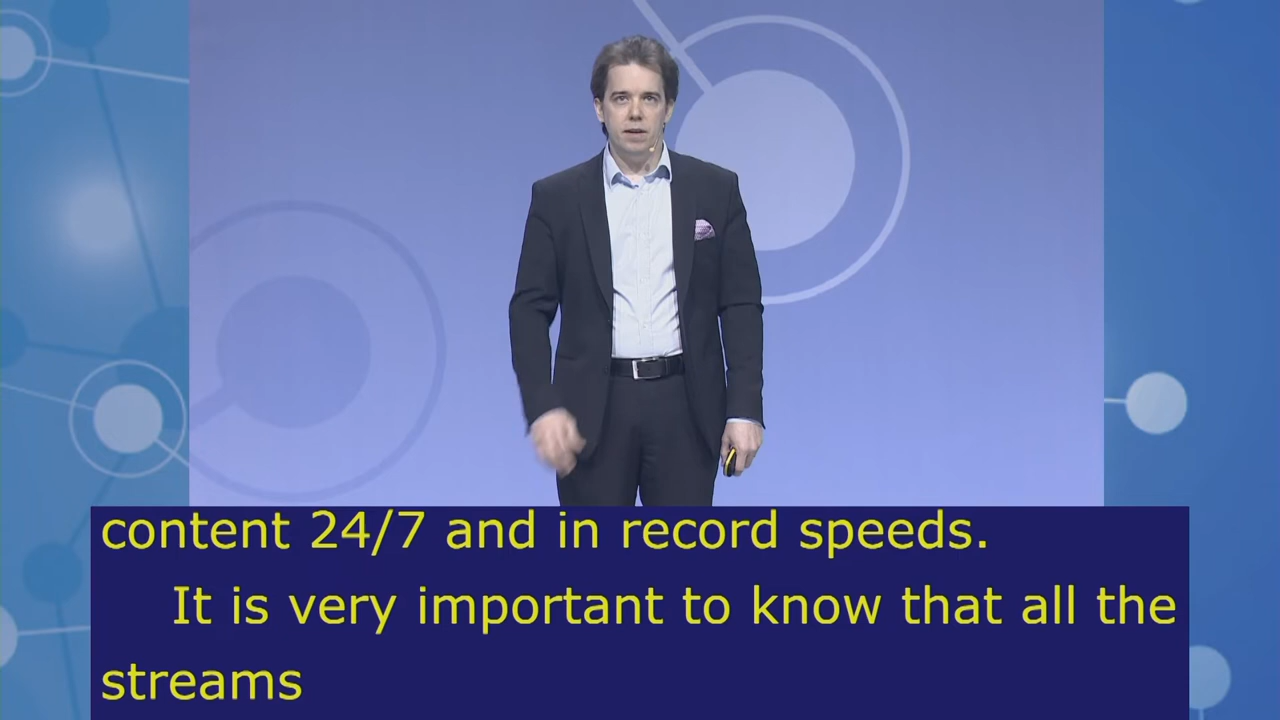 content 24/7 and in record speeds.
It is very important to know that all the
streams